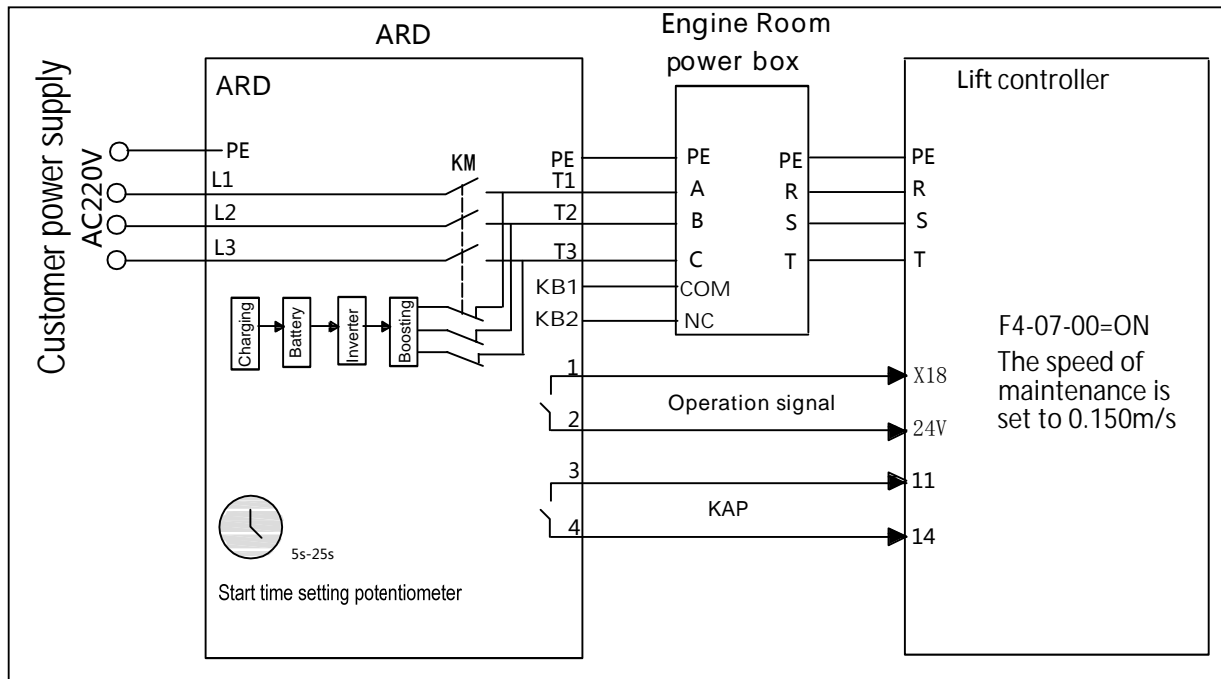 Customer power supply
AC220V
ARD
ARD
PE
L1
L2
L3
KM
PE
T1
T2
T3
KB1
KB2
Charging
Battery
Inverter
Boosting
1
2
3
4
5s-25s
Start time setting potentiometer
Engine Room
power box
PE
A
B
C
COM
NC
PE
R
S
T
Operation signal
KAP
Lift controller
PE
R
S
T
F4-07-00=ON
The speed of
maintenance is
set to 0.150m/s
X18
24V
11
14